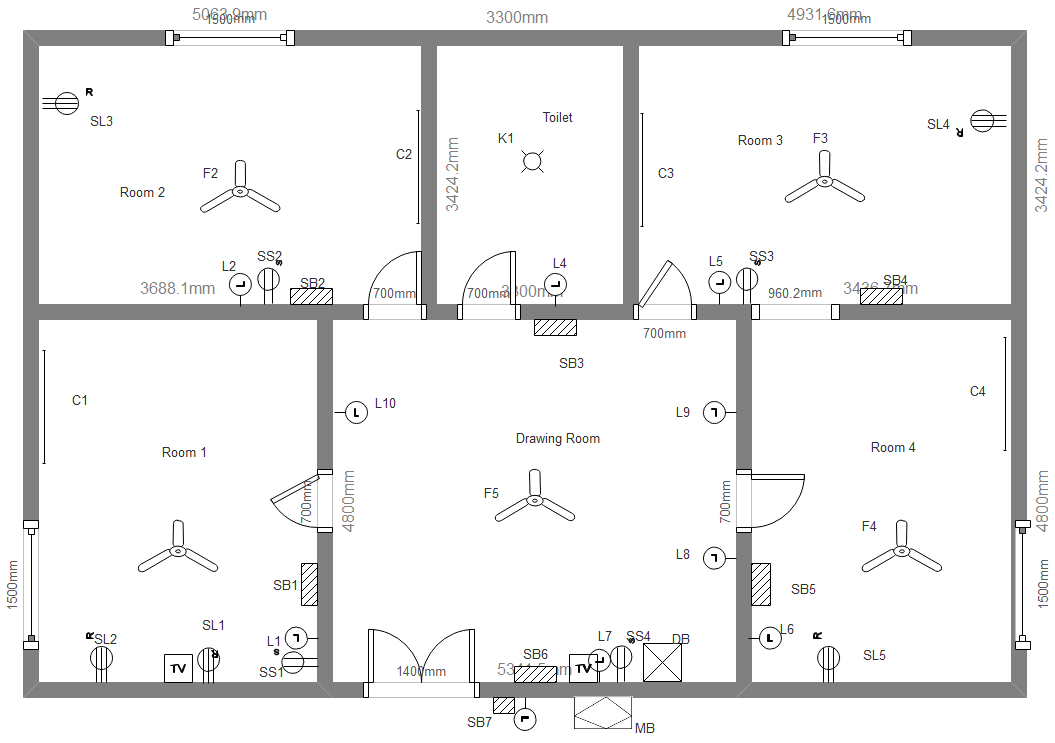 5063.9mm
1500mm
3300mm
4931.6mm
1500mm
R
SL3
Toilet
K1
C2
3424.2mm
Room 2
F2
Room 3
F3
C3
SL4
R
3424.2mm
L2
SS2
S
SB2
3688.1mm
700mm
L4
700mm
L5
SS3
S
960.2mm
SB4
SB3
700mm
C1
L10
L9
C4
Room 1
Drawing Room
Room 4
F5
700mm
4800mm
700mm
4800mm
F4
1500mm
1500mm
SB1
L8
SB5
R
SL2
SL1
R
TV
L1
S
SS1
1400mm
SB6
L7
SS4
S
DB
TV
L6
R
SL5
SB7
MB
L
L
L
L
L
L
L
L
L
L
L